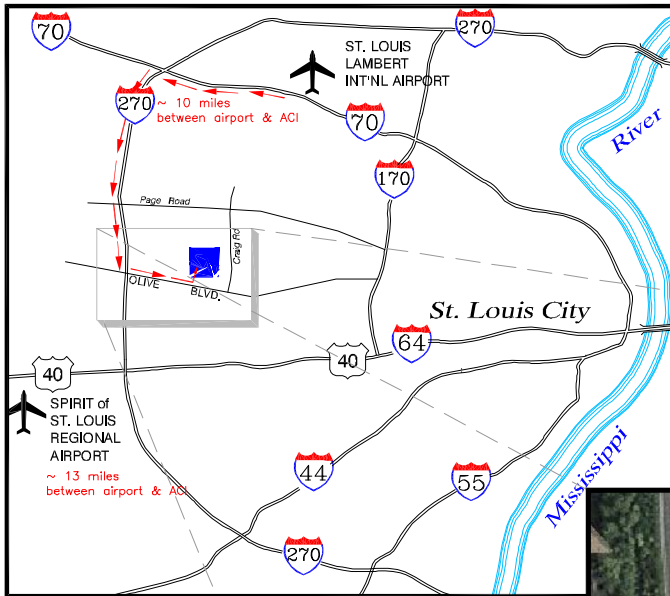 70
270
ST. LOUIS
LAMBERT
INT'NL AIRPORT
270
~ 10 miles
between airport & ACI
70
170
River
Page Road
Craig Rd
OLIVE BLVD.
St. Louis City
64
40
40
SPIRIT of
ST. LOUIS
REGIONAL
AIRPORT
~ 13 miles
between airport & ACI
44
55
Mississippi
270